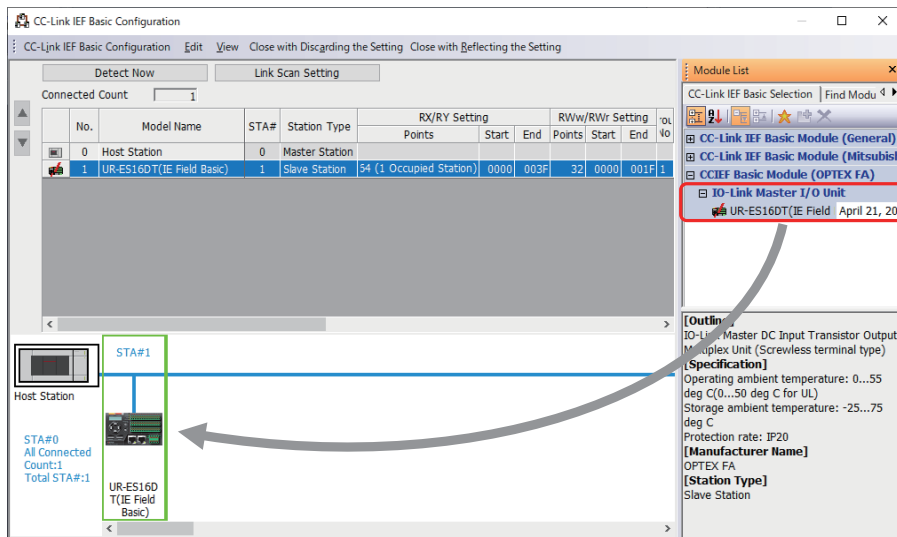 CC-Link IEF Basic Configuration
CC-Link IEF Basic Configuration Edit View Close with Discarding the Setting Close with Reflecting the Setting
Detect Now Link Scan Setting
Connected Count 1
No. Model Name STA# Station Type RX/RY Setting RWw/RWr Setting
Points Start End Points Start End
0 Host Station 0 Master Station
1 UR-ES16DT(IE Field Basic) 1 Slave Station 54 (1 Occupied Station) 0000 003F 32 0000 001F 1
STA#1
Host Station
STA#0
All Connected
Count:1
Total STA#:1
UR-ES16D
T(IE Field
Basic)
Module List
CC-Link IEF Basic Selection Find Modu
CC-Link IEF Basic Module (General)
CC-Link IEF Basic Module (Mitsubish
CCIEF Basic Module (OPTEX FA)
IO-Link Master I/O Unit
UR-ES16DT(IE Field April 21, 20
[Outline]
IO-Link Master DC Input Transistor Output
Multiplex Unit (Screwless terminal type)
[Specification]
Operating ambient temperature: 0...55
deg C(0...50 deg C for UL)
Storage ambient temperature: -25...75
deg C
Protection rate: IP20
[Manufacturer Name]
OPTEX FA
[Station Type]
Slave Station